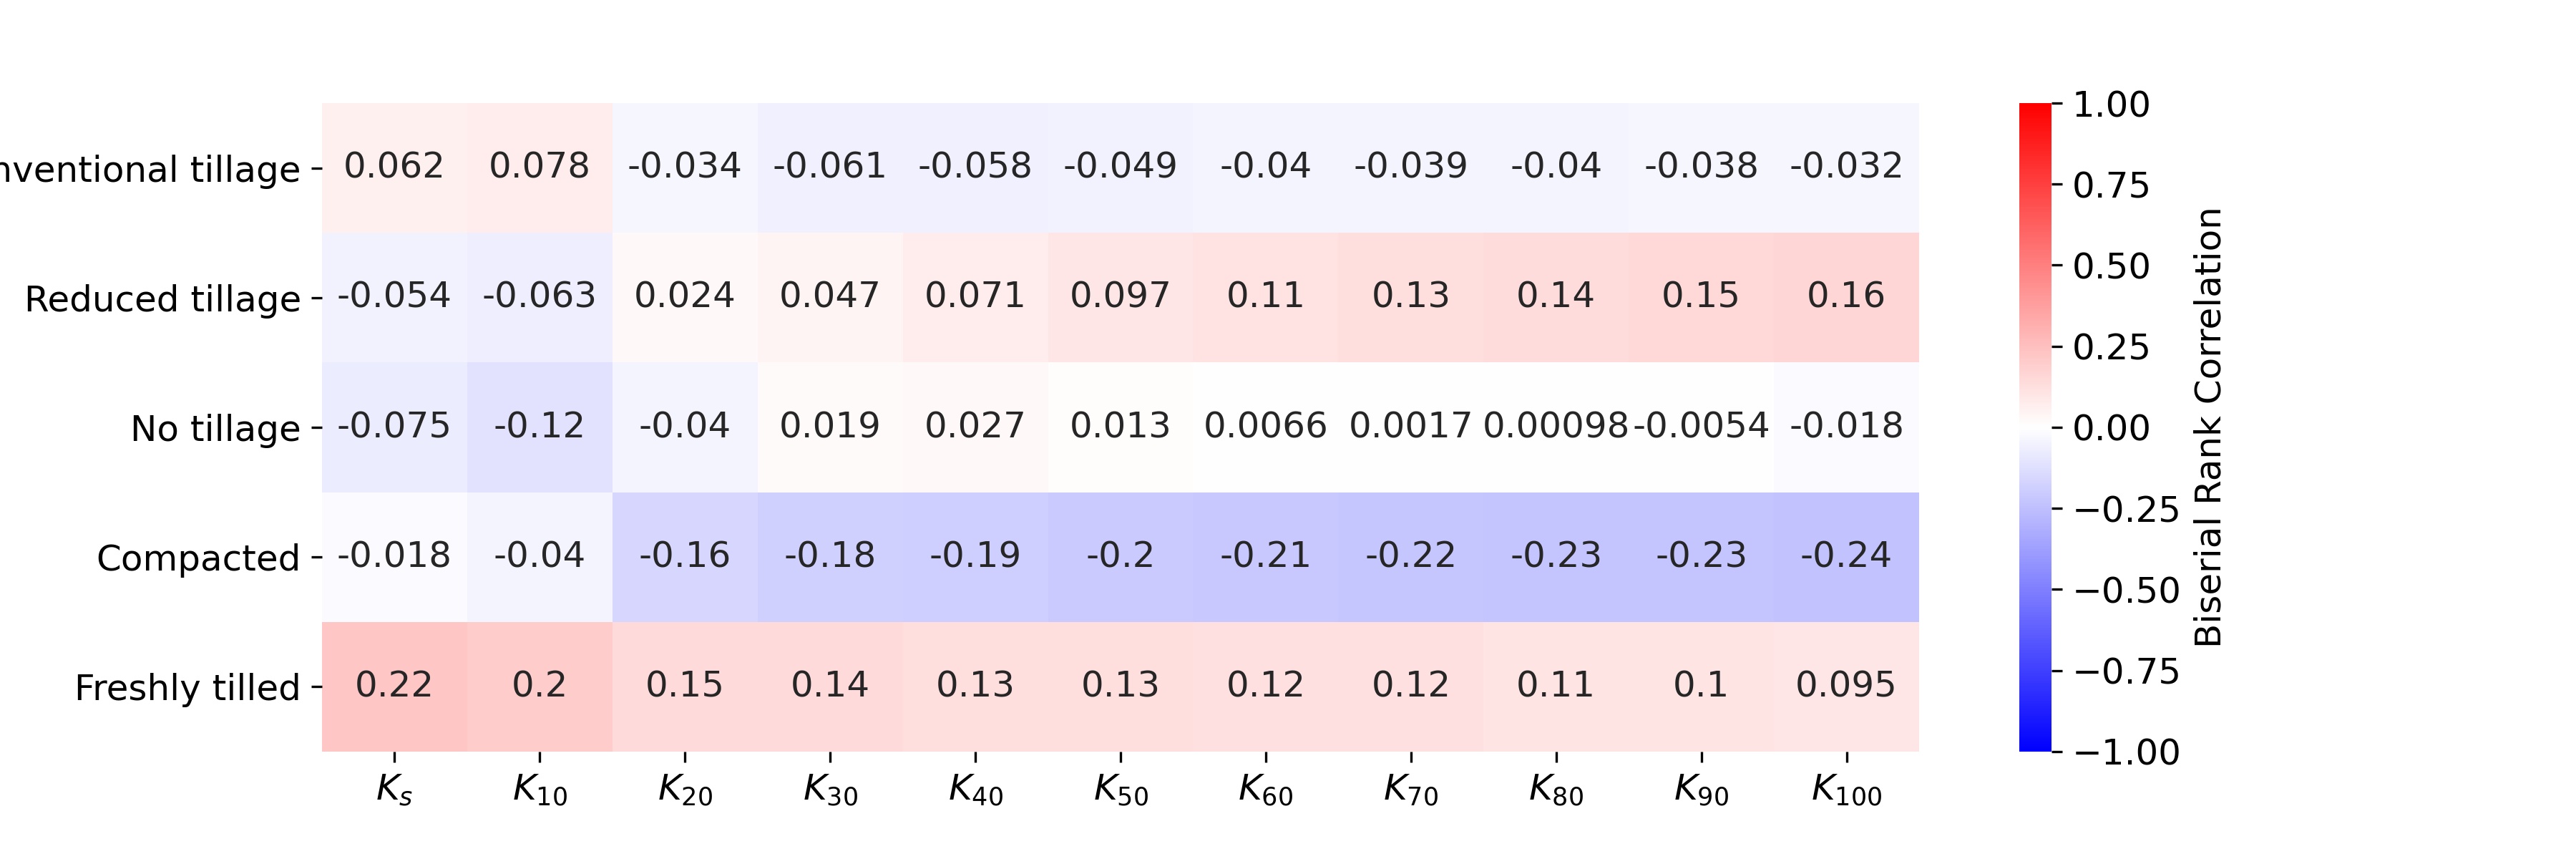 nventional tillage 0.062 0.078 -0.034 -0.061 -0.058 -0.049 -0.04 -0.039 -0.04 -0.038 -0.032
Reduced tillage -0.054 -0.063 0.024 0.047 0.071 0.097 0.11 0.13 0.14 0.15 0.16
No tillage -0.075 -0.12 -0.04 0.019 0.027 0.013 0.0066 0.0017 0.00098 -0.0054 -0.018
Compacted -0.018 -0.04 -0.16 -0.18 -0.19 -0.2 -0.21 -0.22 -0.23 -0.23 -0.24
Freshly tilled 0.22 0.2 0.15 0.14 0.13 0.13 0.12 0.12 0.11 0.1 0.095
Ks K10 K20 K30 K40 K50 K60 K70 K80 K90 K100
1.00
0.75
0.50
0.25
0.00
−0.25
−0.50
−0.75
−1.00
Biserial Rank Correlation